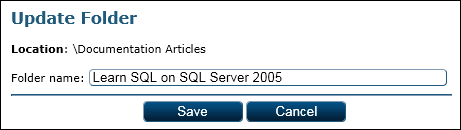 Update Folder
Location: \Documentation Articles
Folder name: Learn SQL on SQL Server 2005
Save Cancel